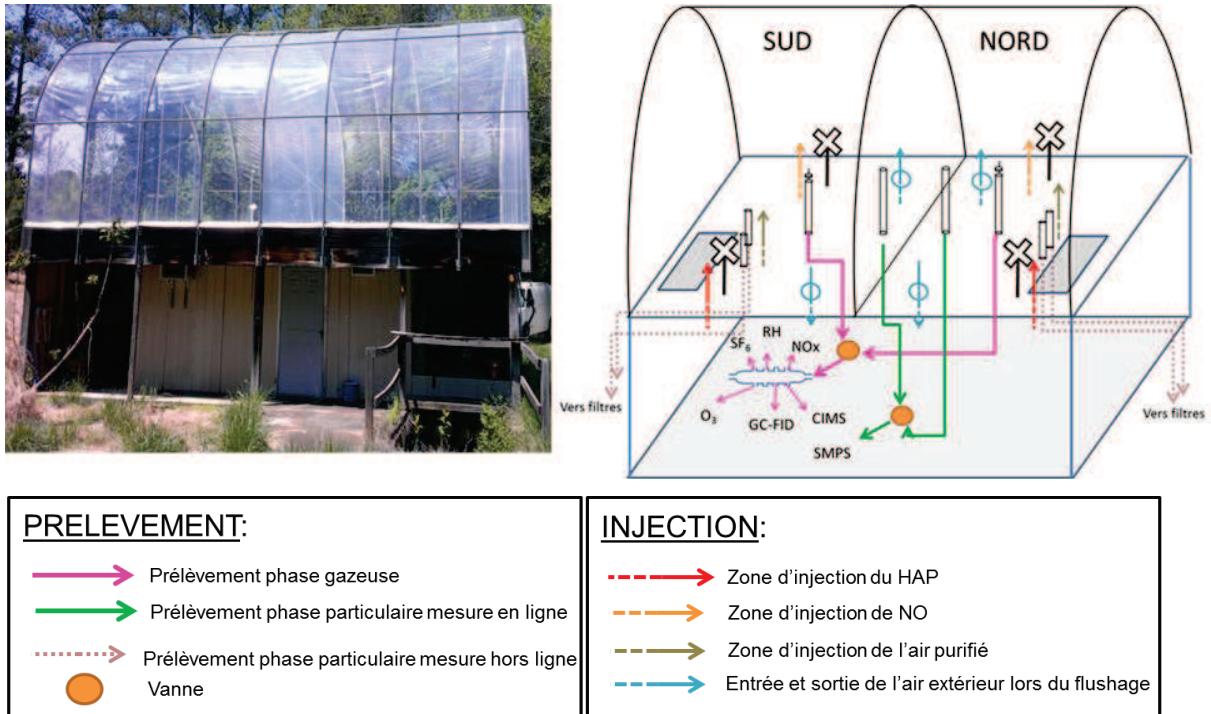 SUD
NORD
SF6
RH
NOx
O3
GC-FID
CIMS
SMPS
Vers filtres
Vers filtres
PRELEVEMENT:
Prélèvement phase gazeuse
Prélèvement phase particulaire mesure en ligne
Prélèvement phase particulaire mesure hors ligne
Vanne
INJECTION:
Zone d'injection du HAP
Zone d'injection de NO
Zone d'injection de l'air purifié
Entrée et sortie de l'air extérieur lors du flushage